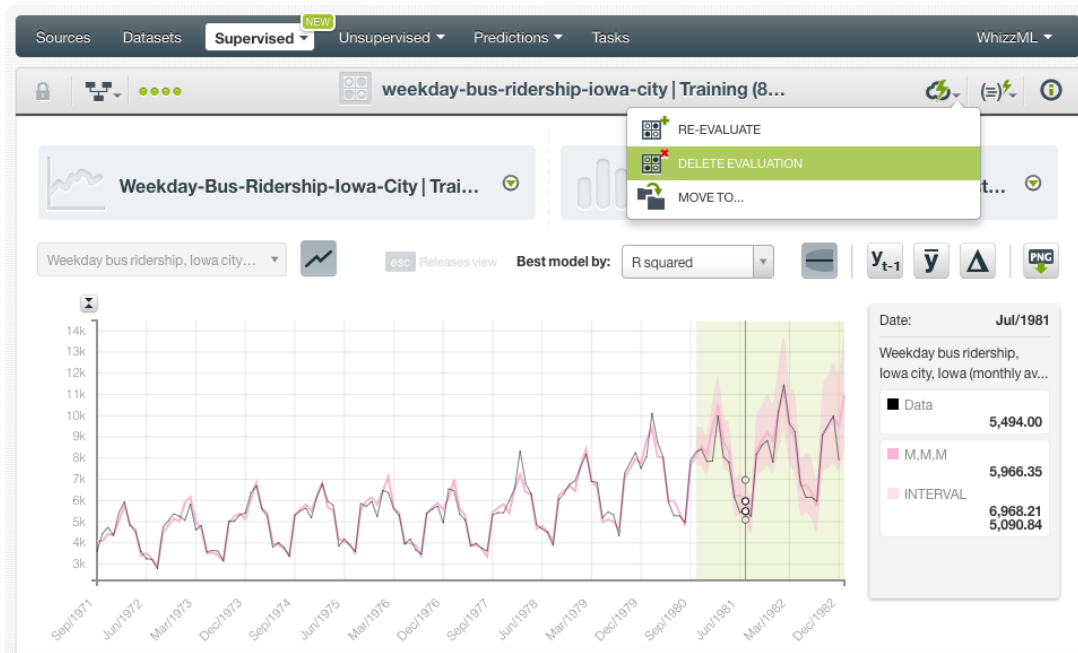 NEW
Sources Datasets Supervised Unsupervised Predictions Tasks WhizzML
weekday-bus-ridership-iowa-city | Training (8...
RE-EVALUATE
DELETE EVALUATION
MOVE TO...
Weekday-Bus-Ridership-Iowa-City | Trai... t...
Weekday bus ridership, Iowa city... esc Releases view Best model by: R squared yt-1 y Δ PNG
14k
13k
12k
11k
10k
9k
8k
7k
6k
5k
4k
3k
Sep/1971 Jun/1972 Mar/1973 Dec/1973 Sep/1974 Jun/1975 Mar/1976 Dec/1976 Sep/1977 Jun/1978 Mar/1979 Dec/1979 Sep/1980 Jun/1981 Mar/1982 Dec/1982
Date: Jul/1981
Weekday bus ridership,
Iowa city, Iowa (monthly av...
Data
5,494.00
M,M,M
5,966.35
INTERVAL
6,968.21
5,090.84